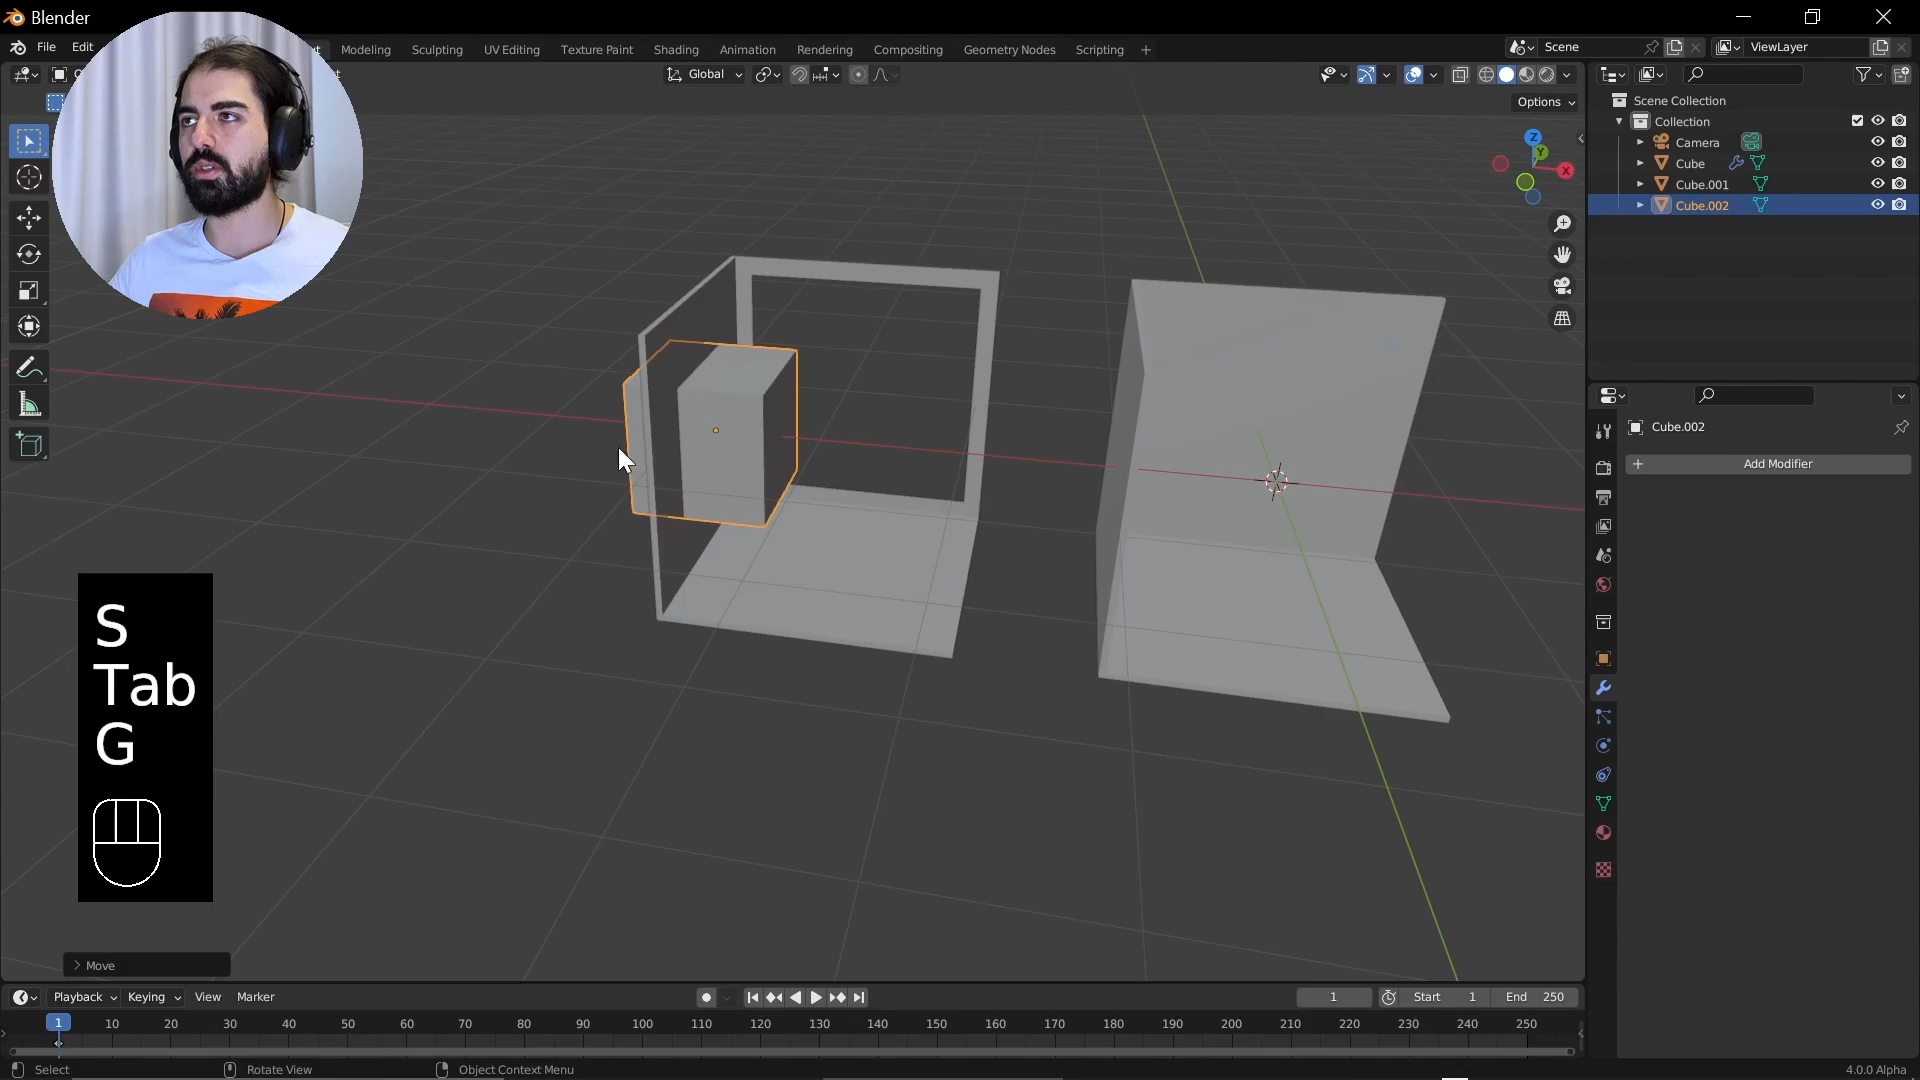 Blender
File Edit
Modeling Sculpting UV Editing Texture Paint Shading Animation Rendering Compositing Geometry Nodes Scripting +
Scene
ViewLayer
Global
Options
Z
Y
X
Scene Collection
Collection
Camera
Cube
Cube.001
Cube.002
Cube.002
+ Add Modifier
S
Tab
G
> Move
Playback Keying View Marker
1
Start 1
End 250
1 10 20 30 40 50 60 70 80 90 100 110 120 130 140 150 160 170 180 190 200 210 220 230 240 250
Select
Rotate View
Object Context Menu
4.0.0 Alpha